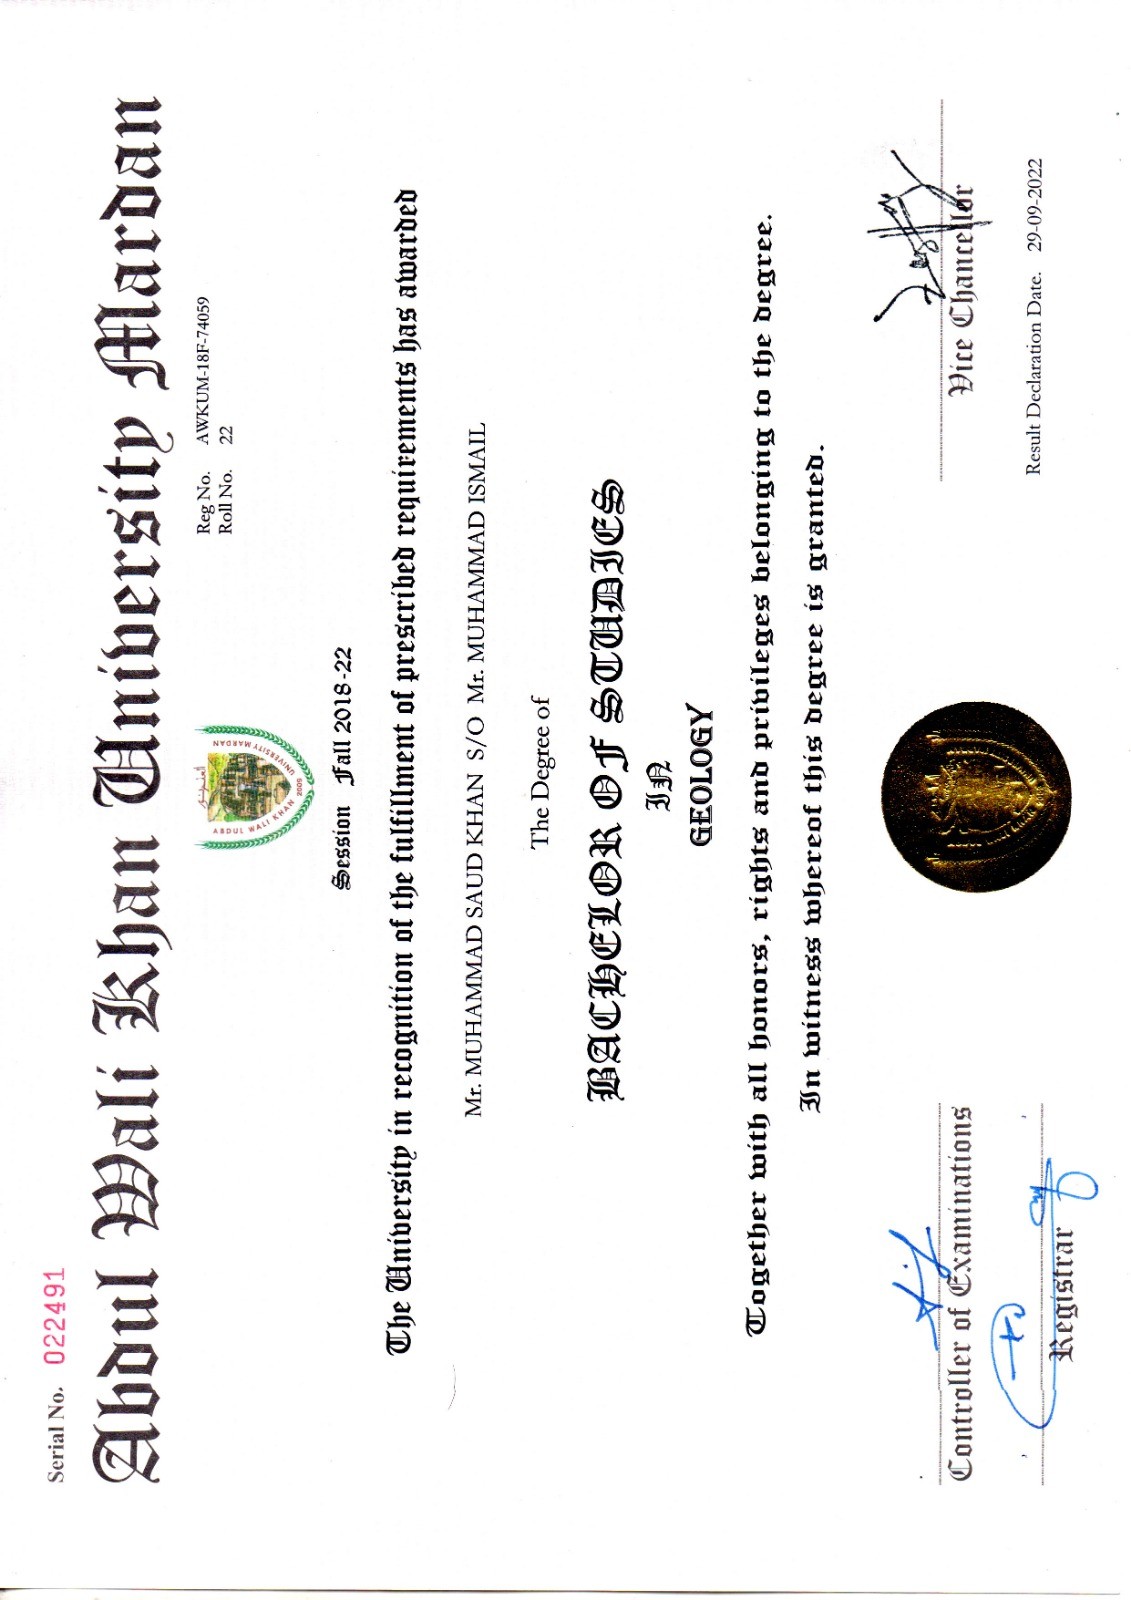 Serial No. 022491
Abdul Wali Khan University Mardan
Reg No. AWKUM-18F-74059
Roll No. 22
ABDUL WALI KHAN UNIVERSITY MARDAN
2009
Session Fall 2018-22
The University in recognition of the fulfillment of prescribed requirements has awarded
Mr. MUHAMMAD SAUD KHAN S/O Mr. MUHAMMAD ISMAIL
The Degree of
BACHELOR OF STUDIES
IN
GEOLOGY
Together with all honors, rights and privileges belonging to the degree.
In witness whereof this degree is granted.
Controller of Examinations
Registrar
Vice Chancellor
Result Declaration Date. 29-09-2022